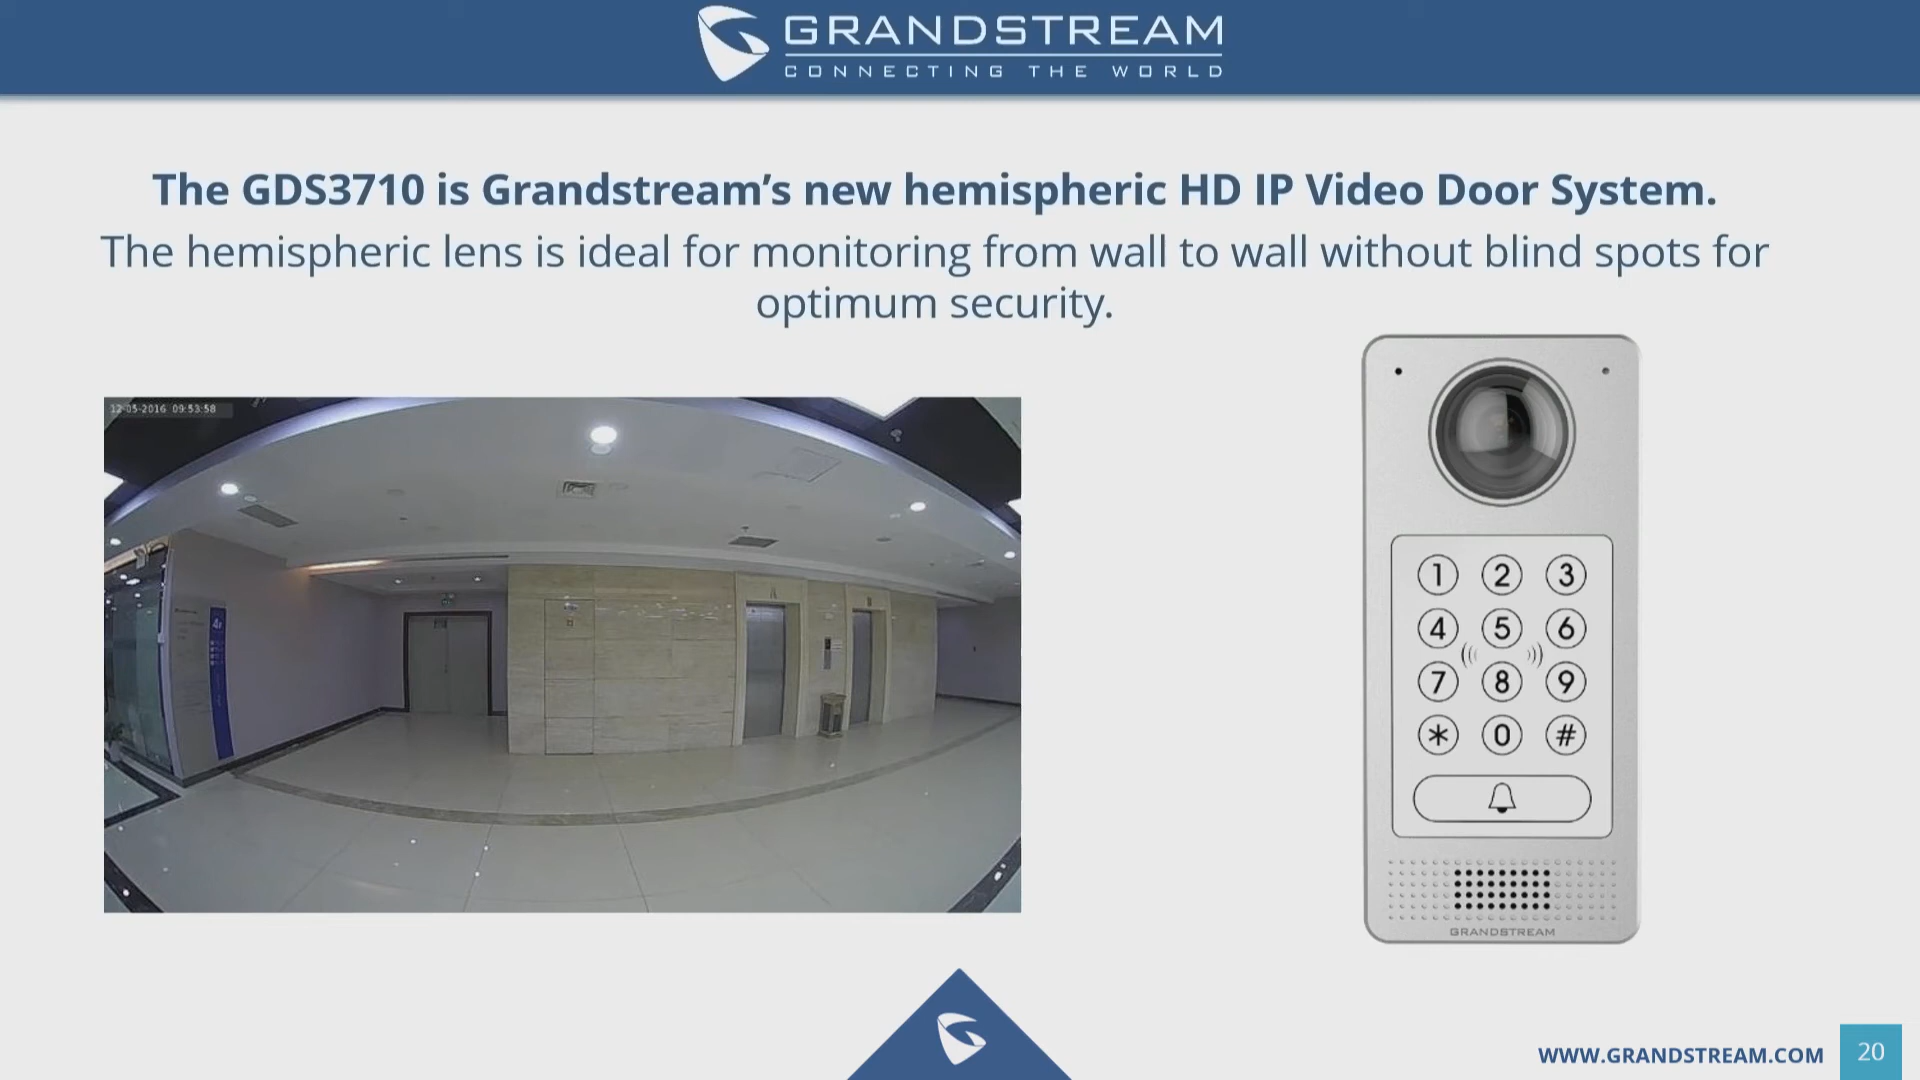 GRANDSTREAM
CONNECTING THE WORLD
The GDS3710 is Grandstream’s new hemispheric HD IP Video Door System.
The hemispheric lens is ideal for monitoring from wall to wall without blind spots for
optimum security.
12-05-2016 09:53:58
1 2 3
4 5 6
7 8 9
* 0 #
GRANDSTREAM
WWW.GRANDSTREAM.COM
20